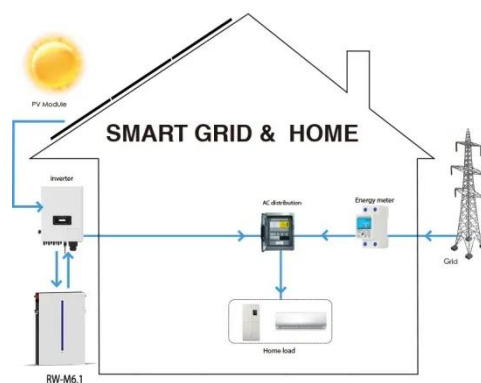 PV Module
SMART GRID & HOME
inverter
AC distribution
Energy meter
Grid
Home load
RW-M6.1